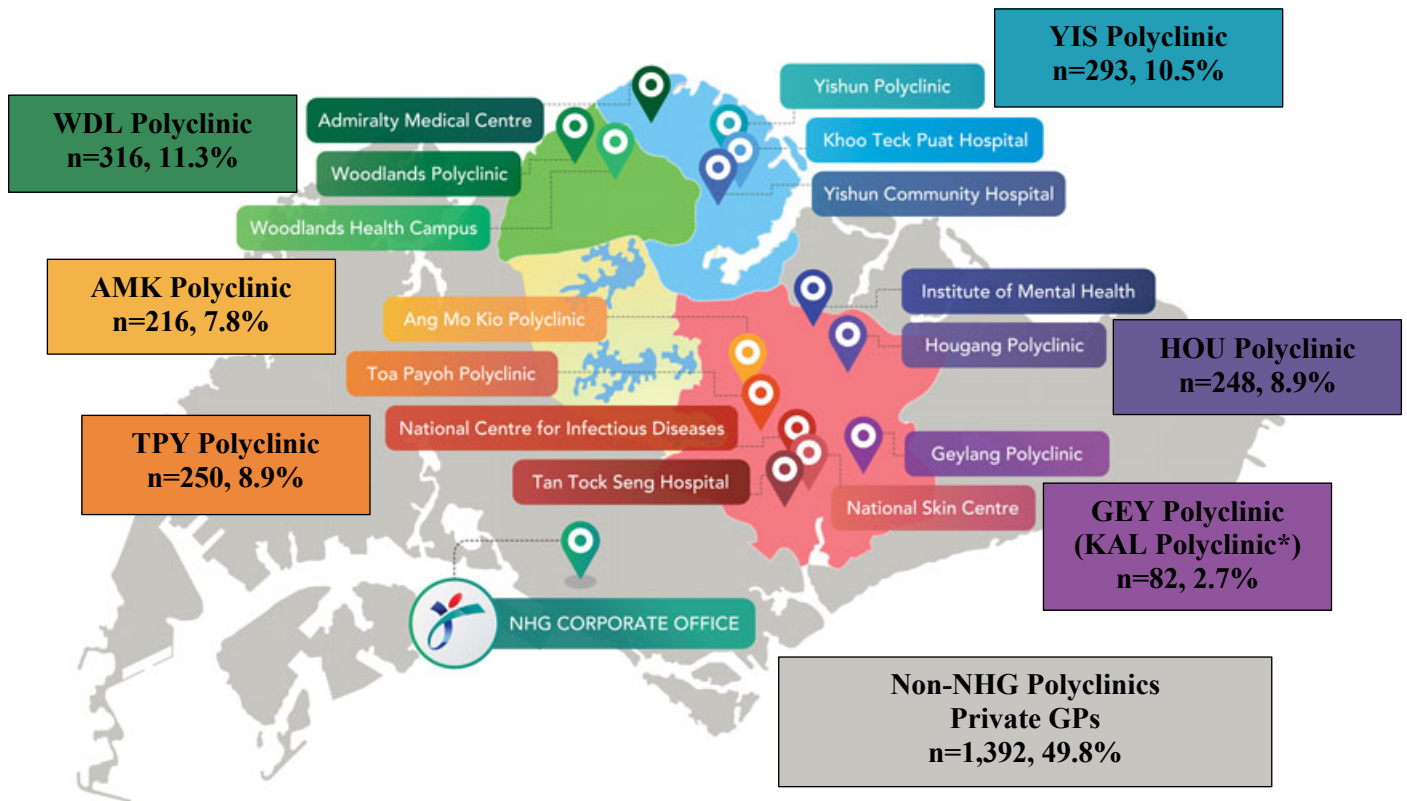 YIS Polyclinic
n=293, 10.5%
WDL Polyclinic
n=316, 11.3%
Admiralty Medical Centre
Woodlands Polyclinic
Woodlands Health Campus
Yishun Polyclinic
Khoo Teck Puat Hospital
Yishun Community Hospital
AMK Polyclinic
n=216, 7.8%
Ang Mo Kio Polyclinic
Toa Payoh Polyclinic
Institute of Mental Health
Hougang Polyclinic
HOU Polyclinic
n=248, 8.9%
TPY Polyclinic
n=250, 8.9%
National Centre for Infectious Diseases
Tan Tock Seng Hospital
Geylang Polyclinic
National Skin Centre
GEY Polyclinic
(KAL Polyclinic*)
n=82, 2.7%
NHG CORPORATE OFFICE
Non-NHG Polyclinics
Private GPs
n=1,392, 49.8%